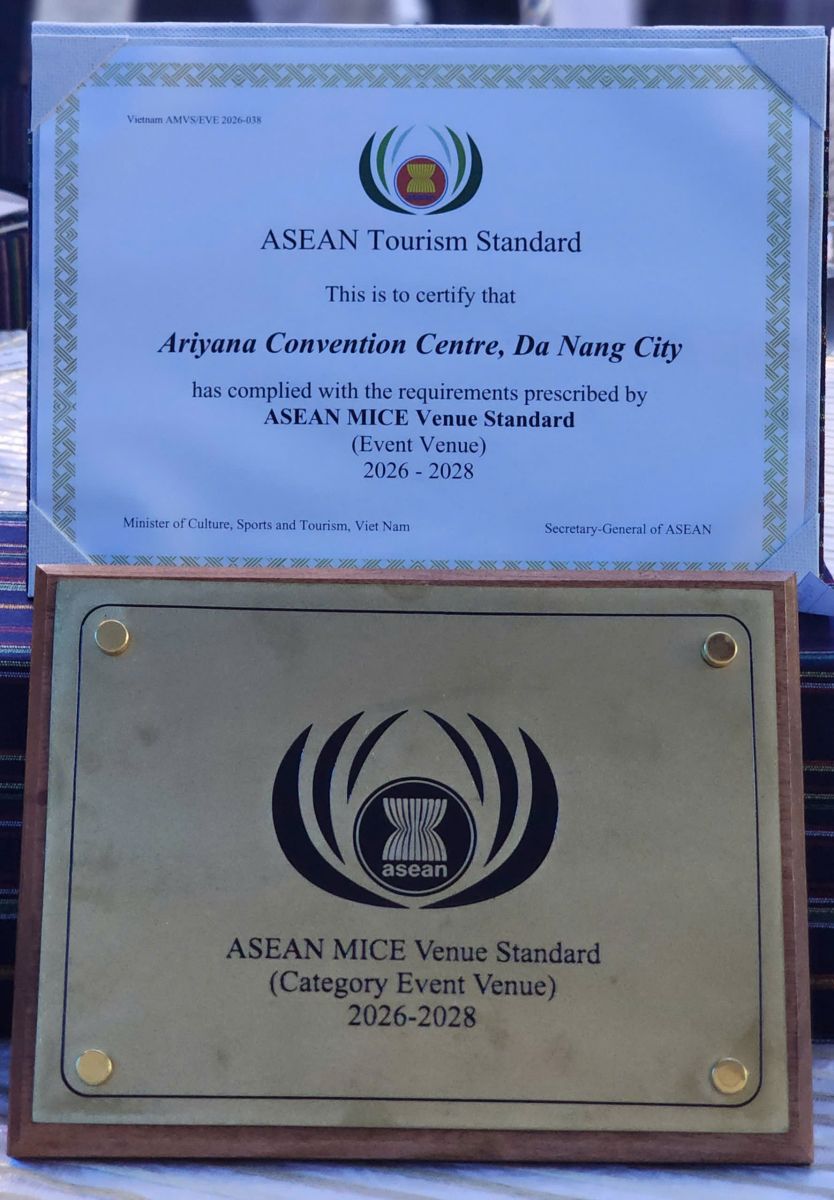 Vietnam AMVS/EVE 2026-038
ASEAN Tourism Standard
This is to certify that
Ariyana Convention Centre, Da Nang City
has complied with the requirements prescribed by
ASEAN MICE Venue Standard
(Event Venue)
2026 - 2028
Minister of Culture, Sports and Tourism, Viet Nam
Secretary-General of ASEAN
asean
ASEAN MICE Venue Standard
(Category Event Venue)
2026-2028